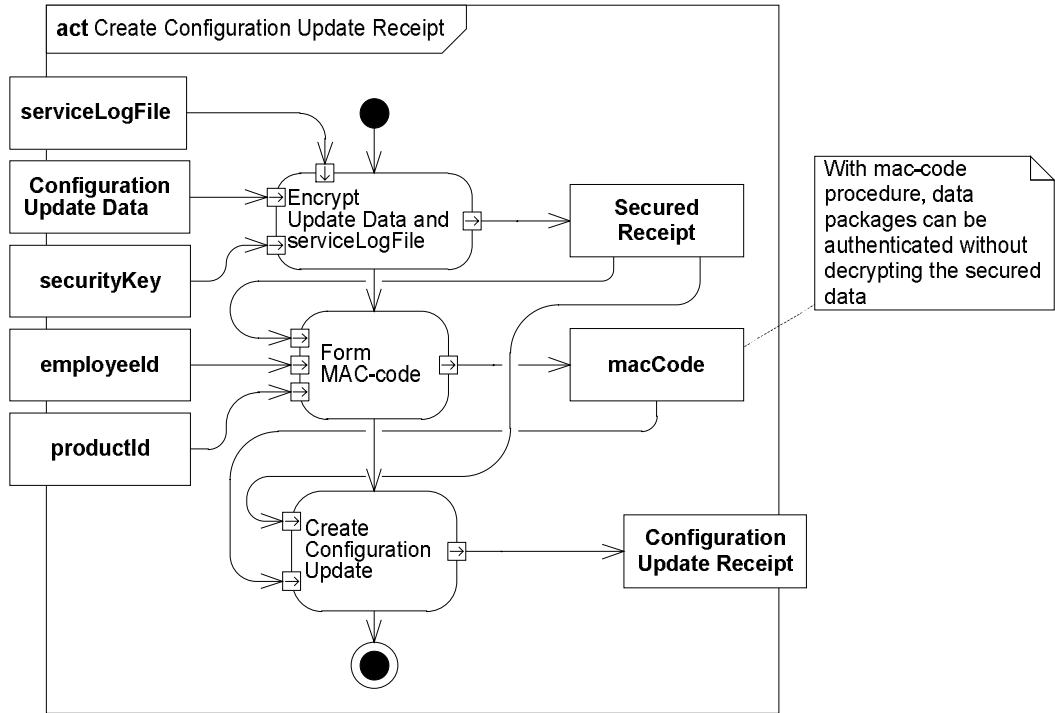 act Create Configuration Update Receipt
serviceLogFile
Configuration
Update Data
securityKey
employeeId
productId
Encrypt
Update Data and
serviceLogFile
Secured
Receipt
Form
MAC-code
macCode
Create
Configuration
Update
Configuration
Update Receipt
With mac-code
procedure, data
packages can be
authenticated without
decrypting the secured
data